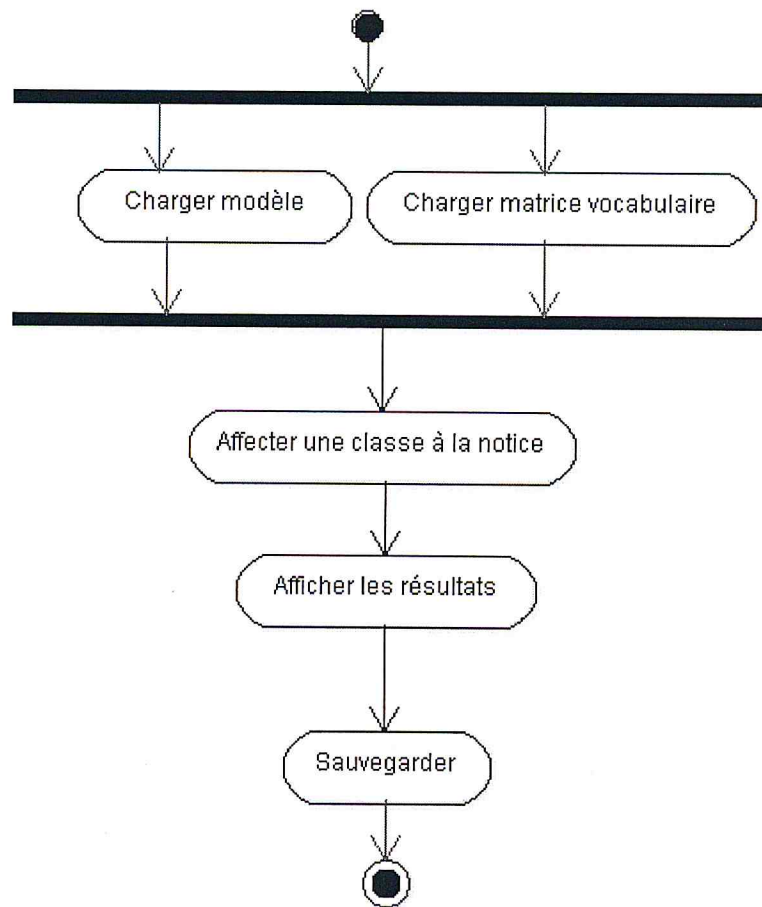 Charger modèle
Charger matrice vocabulaire
Affecter une classe à la notice
Afficher les résultats
Sauvegarder